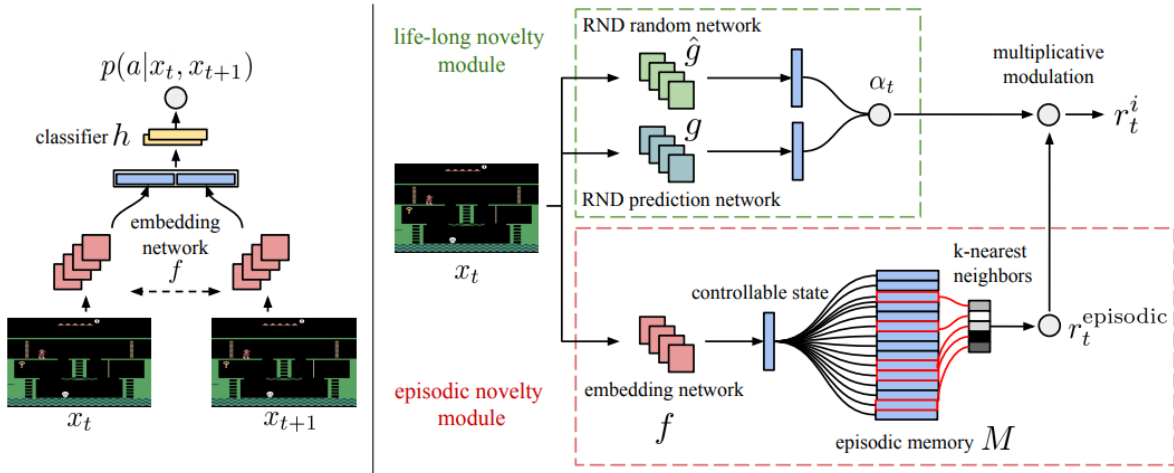 p(a|x_t, x_{t+1})
classifier h
embedding
network
f
x_t
x_{t+1}
life-long novelty
module
RND random network
ĝ
g
RND prediction network
α_t
multiplicative
modulation
r_t^i
x_t
episodic novelty
module
embedding network
f
controllable state
episodic memory M
k-nearest
neighbors
r_t^{episodic}